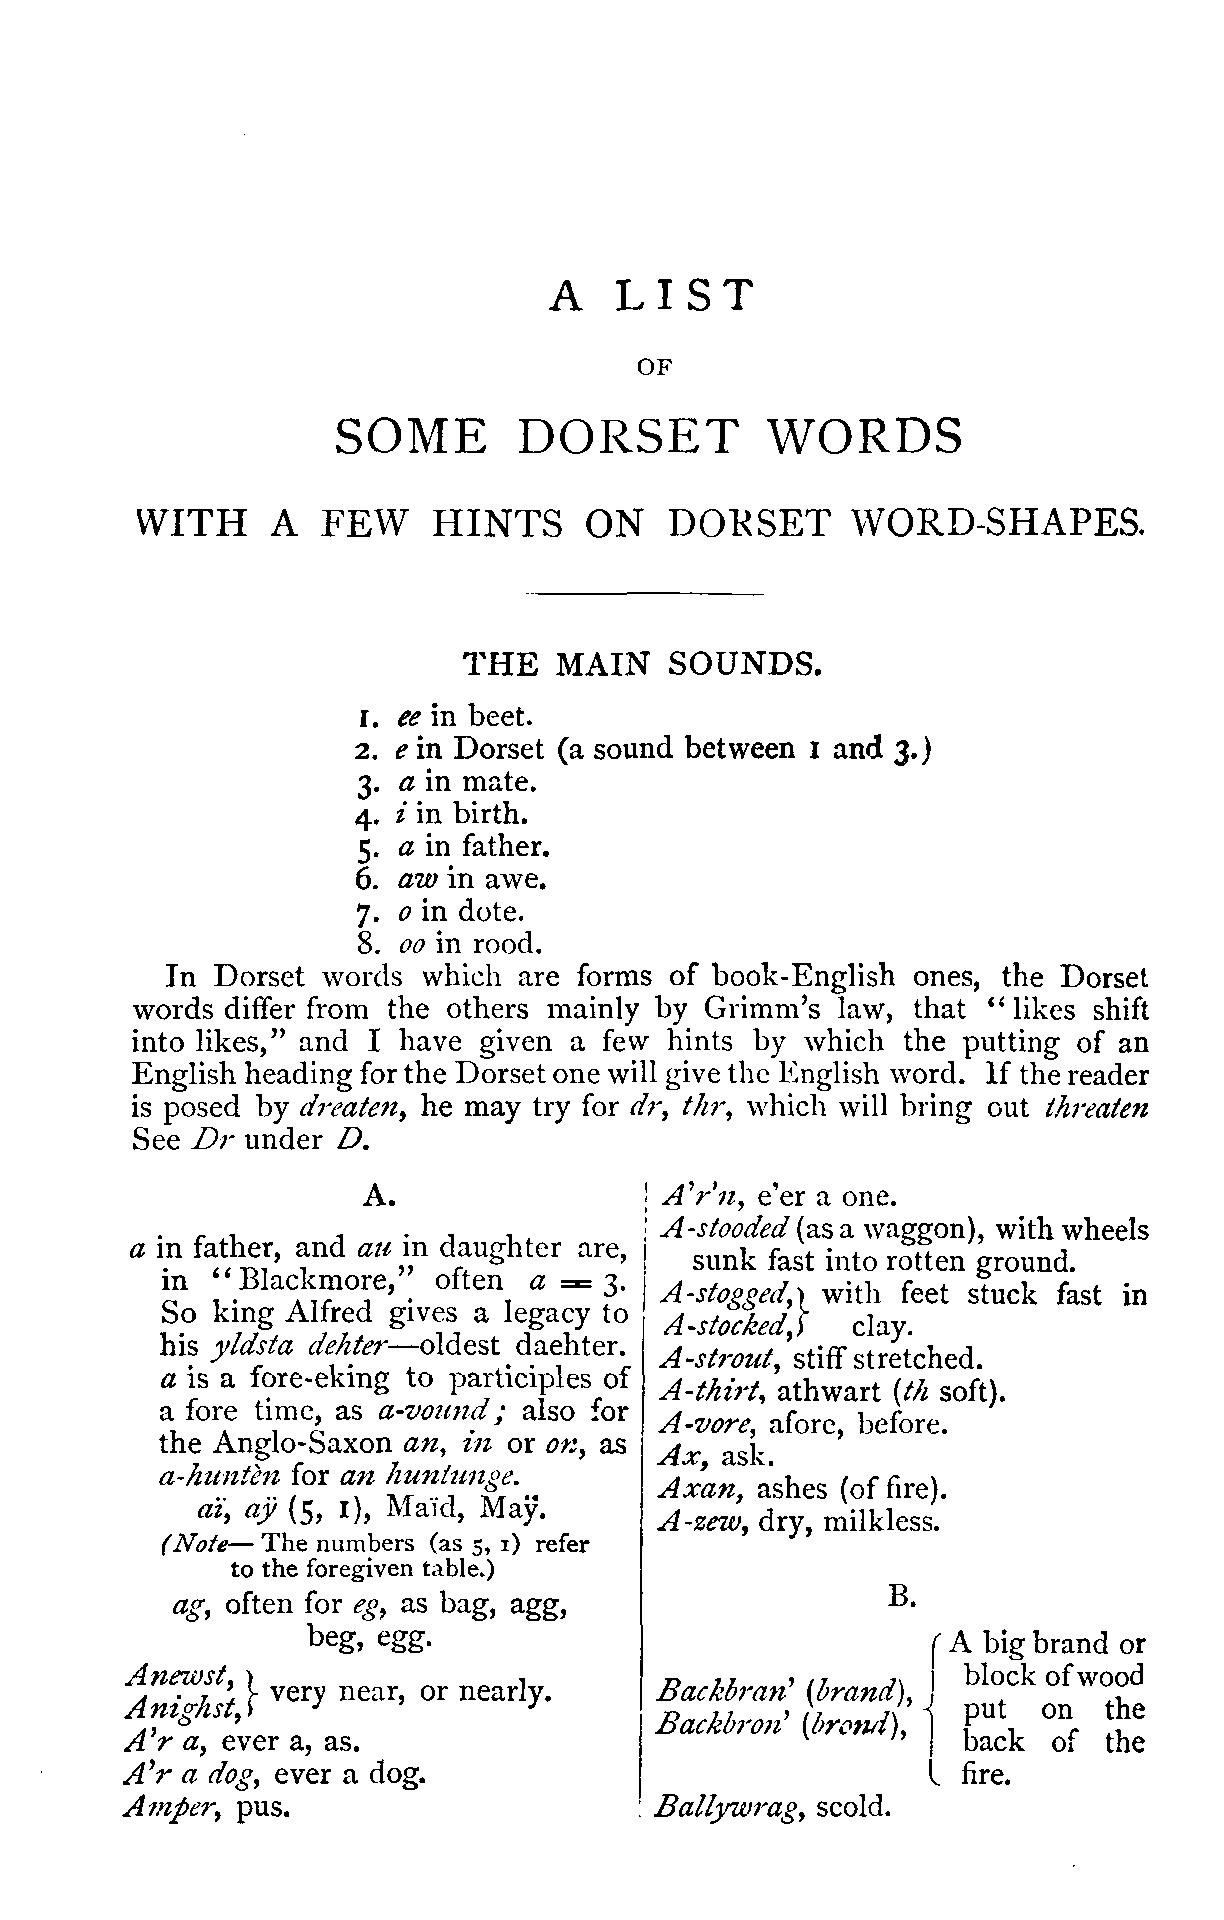 A LIST
OF
SOME DORSET WORDS
WITH A FEW HINTS ON DORSET WORD-SHAPES.
THE MAIN SOUNDS.
1. ee in beet.
2. e in Dorset (a sound between 1 and 3.)
3. a in mate.
4. i in birth.
5. a in father.
6. aw in awe.
7. o in dote.
8. oo in rood.
In Dorset words which are forms of book-English ones, the Dorset
words differ from the others mainly by Grimm's law, that “likes shift
into likes,” and I have given a few hints by which the putting of an
English heading for the Dorset one will give the English word. If the reader
is posed by dreaten, he may try for dr, thr, which will bring out threaten
See Dr under D.
A.
a in father, and au in daughter are,
in “Blackmore,” often a = 3.
So king Alfred gives a legacy to
his yldsta dehter—oldest daehter.
a is a fore-eking to participles of
a fore time, as a-vound; also for
the Anglo-Saxon an, in or on, as
a-huntèn for an huntunge.
aï, aÿ (5, 1), Maïd, Maÿ.
(Note— The numbers (as 5, 1) refer
to the foregiven table.)
ag, often for eg, as bag, agg,
beg, egg.
Anewst,
Anighst,} very near, or nearly.
A'r a, ever a, as.
A'r a dog, ever a dog.
Amper, pus.
A'r'n, e'er a one.
A-stooded (as a waggon), with wheels
sunk fast into rotten ground.
A-stogged,} with feet stuck fast in
A-stocked,} clay.
A-strout, stiff stretched.
A-thirt, athwart (th soft).
A-vore, afore, before.
Ax, ask.
Axan, ashes (of fire).
A-zew, dry, milkless.
B.
Backbran' (brand),
Backbron' (brond),
{A big brand or
block of wood
put on the
back of the
fire.
Ballywrag, scold.